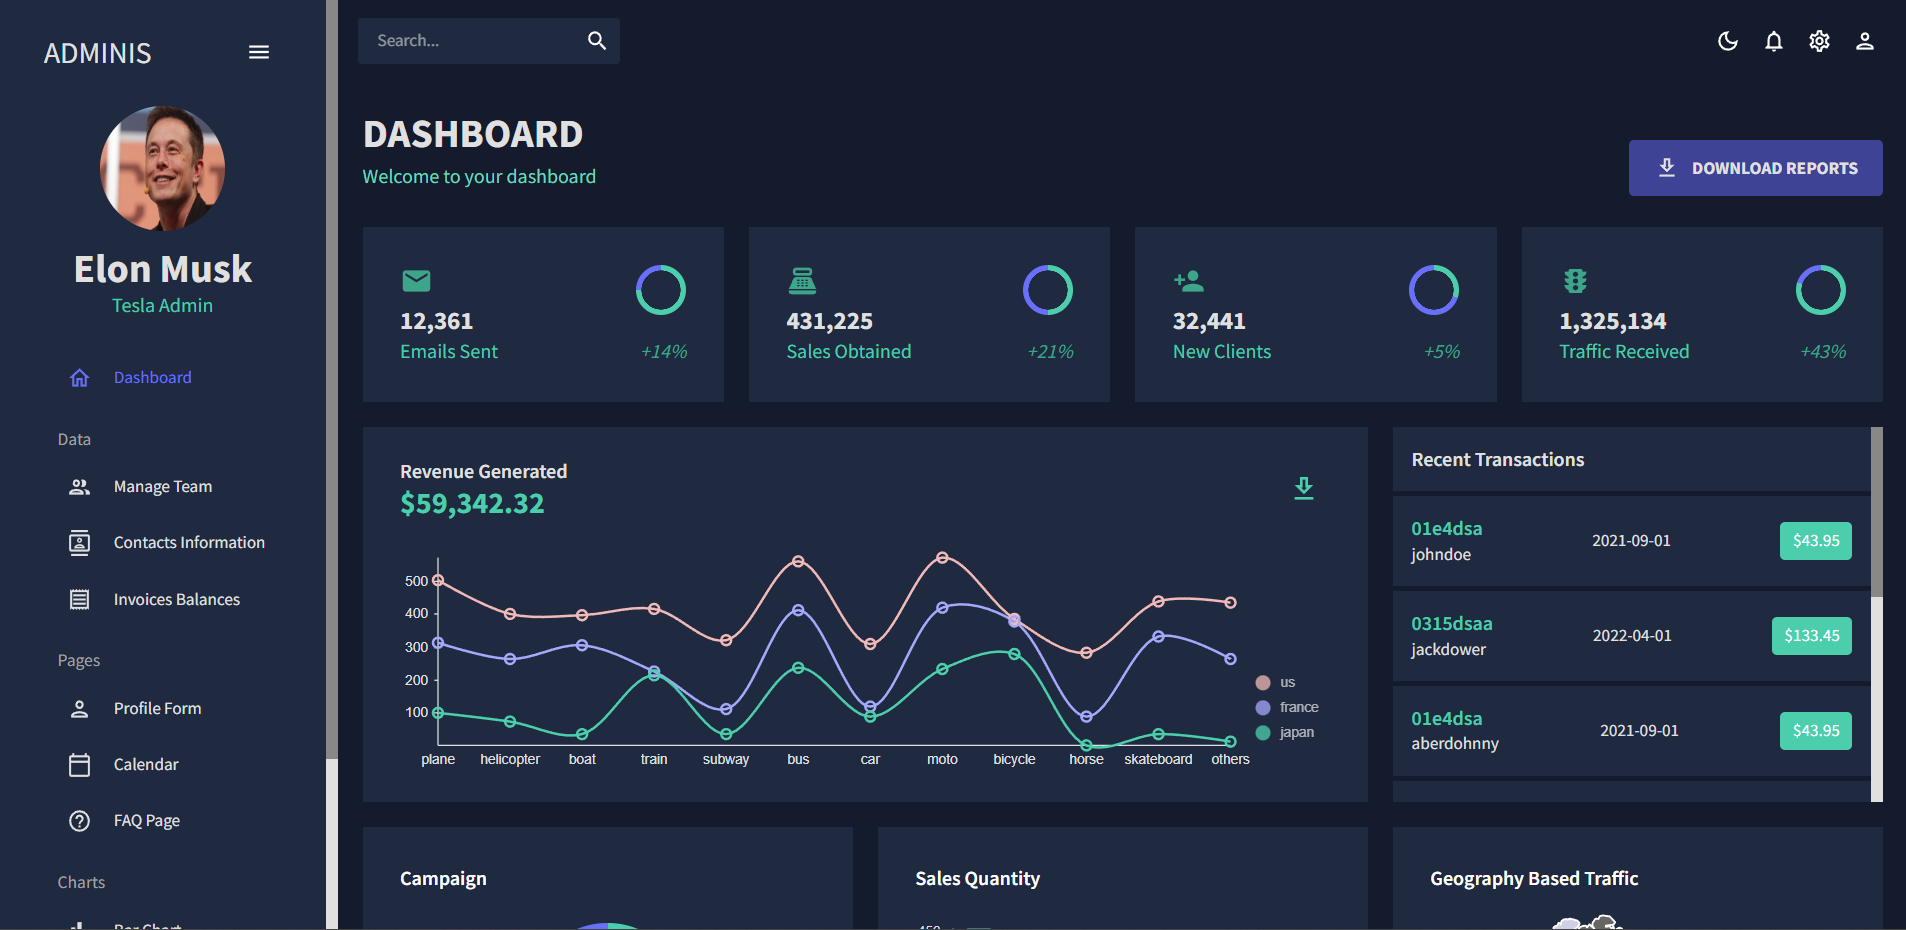 ADMINIS
Elon Musk
Tesla Admin
Dashboard
Data
Manage Team
Contacts Information
Invoices Balances
Pages
Profile Form
Calendar
FAQ Page
Charts
Bar Chart
Search...
DASHBOARD
Welcome to your dashboard
DOWNLOAD REPORTS
12,361
Emails Sent
+14%
431,225
Sales Obtained
+21%
32,441
New Clients
+5%
1,325,134
Traffic Received
+43%
Revenue Generated
$59,342.32
500
400
300
200
100
plane helicopter boat train subway bus car moto bicycle horse skateboard others
us
france
japan
Recent Transactions
01e4dsa
johndoe
2021-09-01
$43.95
0315dsaa
jackdower
2022-04-01
$133.45
01e4dsa
aberdohnny
2021-09-01
$43.95
Campaign
Sales Quantity
Geography Based Traffic